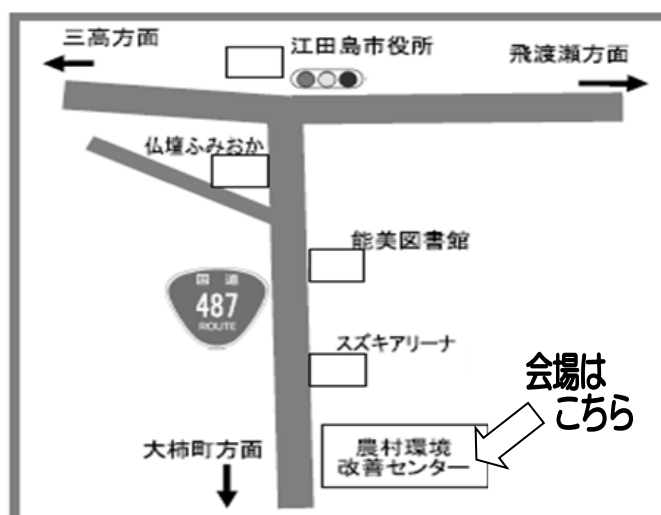 三高方面
江田島市役所
飛渡瀬方面
仏壇ふみおか
能美図書館
国道
487
ROUTE
スズキアリーナ
会場は
こちら
農村環境
改善センター
大柿町方面